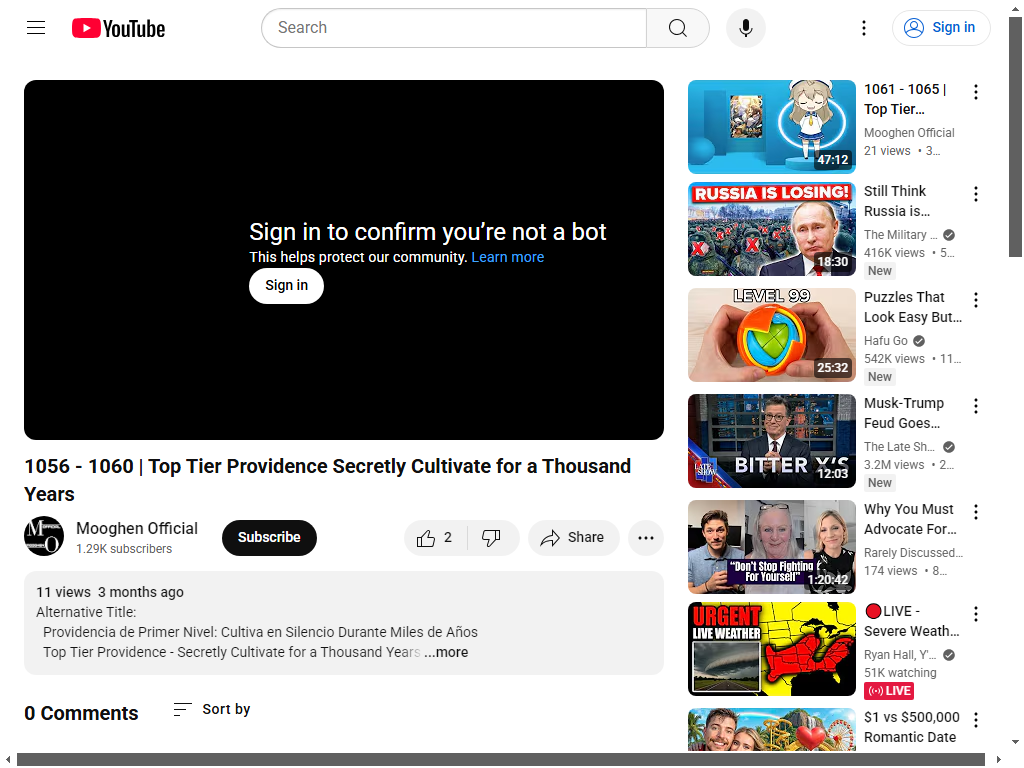 YouTube
Search
Sign in
Sign in to confirm you’re not a bot
This helps protect our community. Learn more
Sign in
1056 - 1060 | Top Tier Providence Secretly Cultivate for a Thousand
Years
Mooghen Official
1.29K subscribers
Subscribe
2
Share
11 views 3 months ago
Alternative Title:
Providencia de Primer Nivel: Cultiva en Silencio Durante Miles de Años
Top Tier Providence - Secretly Cultivate for a Thousand Years ...more
0 Comments
Sort by
47:12
1061 - 1065 |
Top Tier…
Mooghen Official
21 views • 3…
RUSSIA IS LOSING!
18:30
Still Think
Russia is…
The Military …
416K views • 5…
New
LEVEL 99
25:32
Puzzles That
Look Easy But…
Hafu Go
542K views • 11…
New
LATE SHOW
BITTER X'S
12:03
Musk-Trump
Feud Goes…
The Late Sh…
3.2M views • 2…
New
"Don't Stop Fighting
For Yourself"
1:20:42
Why You Must
Advocate For…
Rarely Discussed…
174 views • 8…
URGENT
LIVE WEATHER
🔴LIVE -
Severe Weath…
Ryan Hall, Y'…
51K watching
LIVE
$1 vs $500,000
Romantic Date